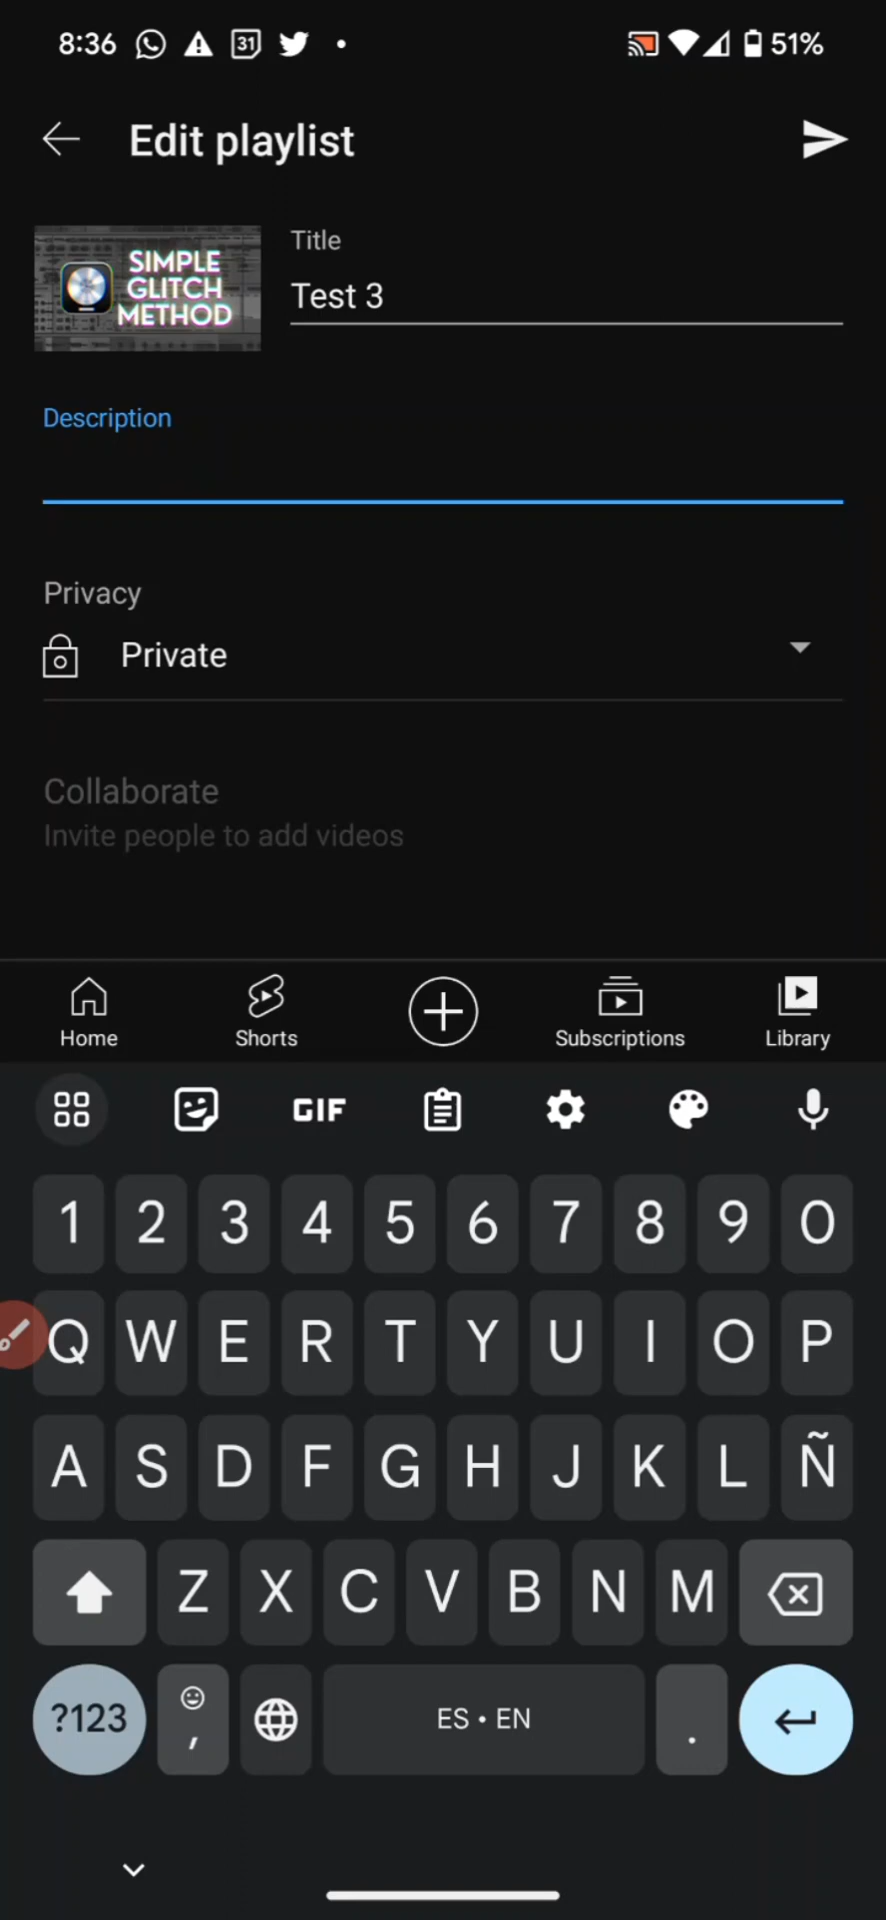 8:36 31 51%
Edit playlist
SIMPLE
GLITCH
METHOD
Title
Test 3
Description
Privacy
Private
Collaborate
Invite people to add videos
Home Shorts Subscriptions Library
GIF
1 2 3 4 5 6 7 8 9 0
Q W E R T Y U I O P
A S D F G H J K L Ñ
Z X C V B N M
?123 , ES • EN .